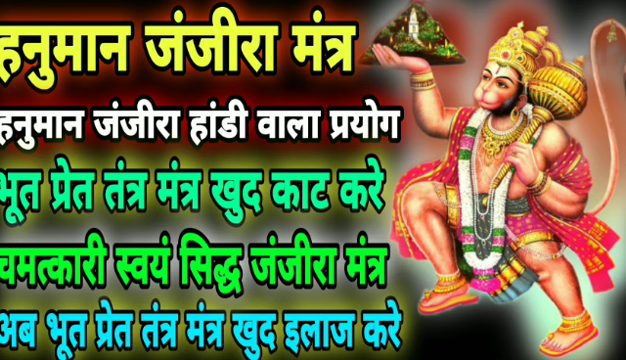 हनुमान जंजीरा मंत्र
हनुमान जंजीरा हांडी वाला प्रयोग
भूत प्रेत तंत्र मंत्र खुद काट करे
चमत्कारी स्वयं सिद्ध जंजीरा मंत्र
अब भूत प्रेत तंत्र मंत्र खुद इलाज करे